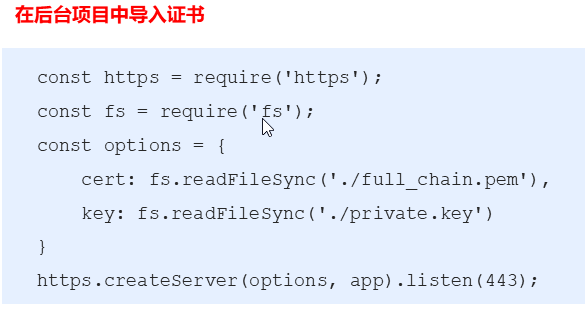 在后台项目中导入证书
const https = require('https');
const fs = require('fs');
const options = {
    cert: fs.readFileSync('./full_chain.pem'),
    key: fs.readFileSync('./private.key')
}
https.createServer(options, app).listen(443);